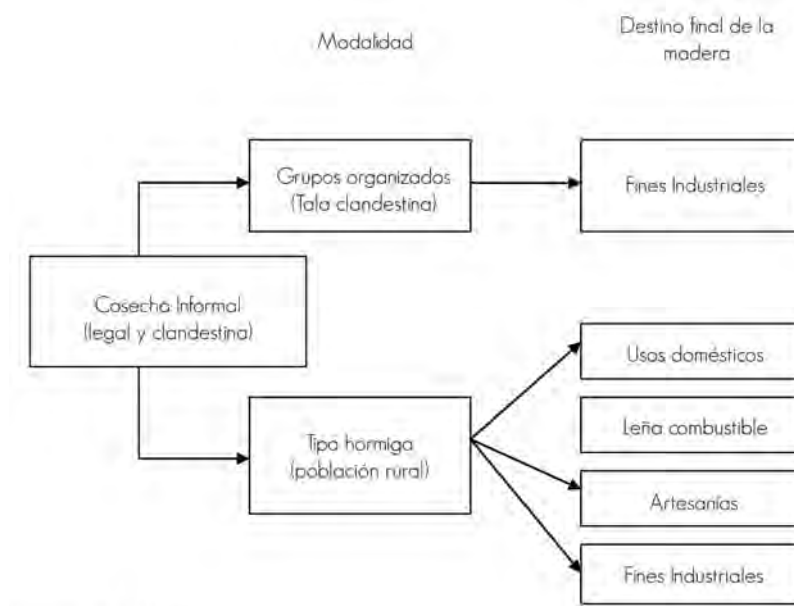 Modalidad
Destino final de la
madera
Grupos organizados
(Tala clandestina)
Fines Industriales
Cosecha Informal
(legal y clandestina)
Usos domésticos
Leña combustible
Tipo hormiga
(población rural)
Artesanías
Fines Industriales